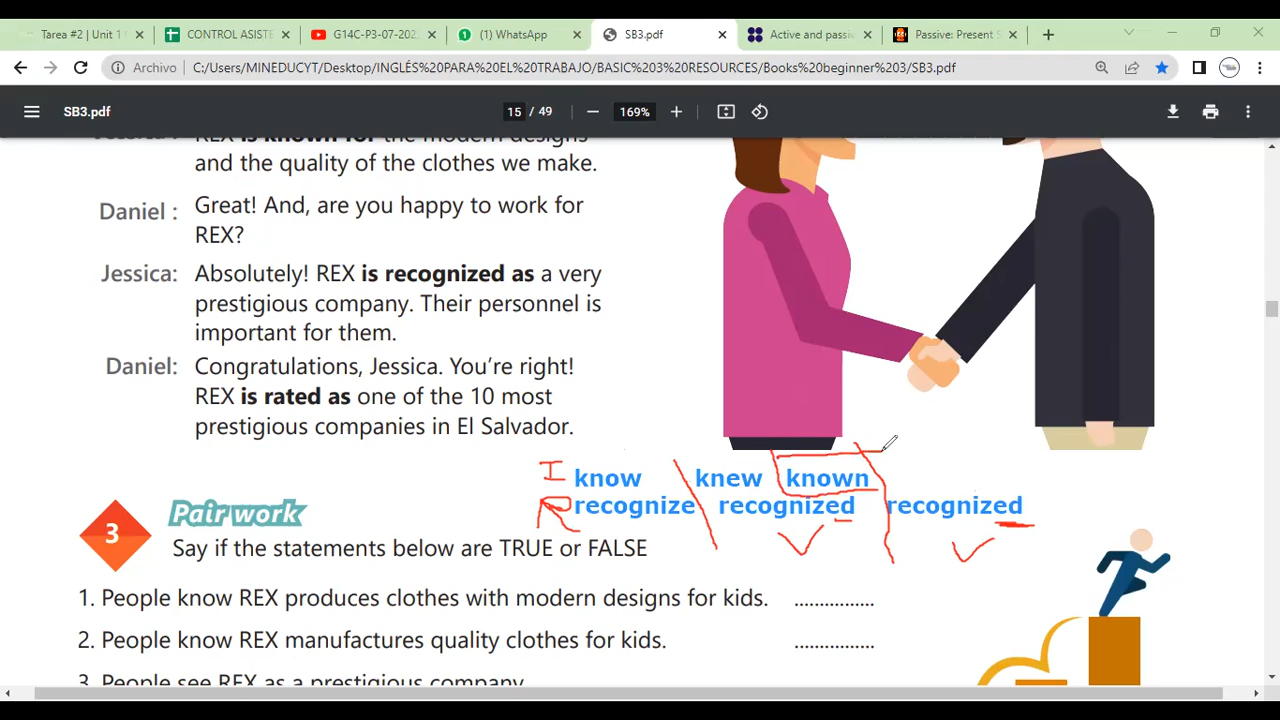 Tarea #2 | Unit 1
CONTROL ASISTE
G14C-P3-07-202
(1) WhatsApp
SB3.pdf
Active and passi
Passive: Present S
Archivo
C:/Users/MINEDUCYT/Desktop/INGLÉS%20PARA%20EL%20TRABAJO/BASIC%203%20RESOURCES/Books%20beginner%203/SB3.pdf
SB3.pdf
15 / 49
169%
Jessica :
REX is known for the modern designs
and the quality of the clothes we make.
Daniel :
Great! And, are you happy to work for
REX?
Jessica:
Absolutely! REX is recognized as a very
prestigious company. Their personnel is
important for them.
Daniel:
Congratulations, Jessica. You're right!
REX is rated as one of the 10 most
prestigious companies in El Salvador.
I know knew known
recognize recognized recognized
3
Pair work
Say if the statements below are TRUE or FALSE
1. People know REX produces clothes with modern designs for kids. ................
2. People know REX manufactures quality clothes for kids. ................
3. People see REX as a prestigious company